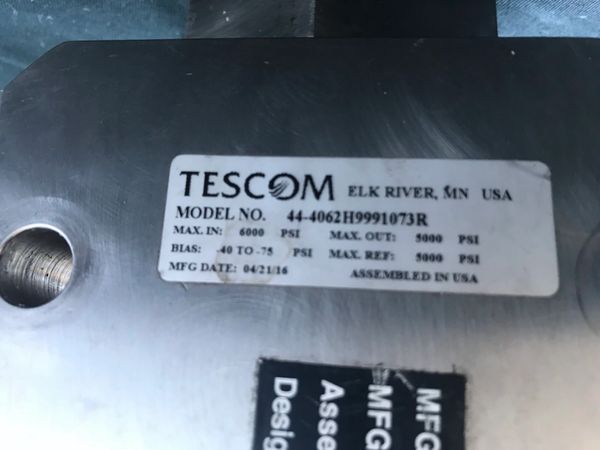 TESCOM ELK RIVER, MN USA
MODEL NO. 44-4062H9991073R
MAX. IN: 6000 PSI MAX. OUT: 5000 PSI
BIAS: -40 TO -75 PSI MAX. REF: 5000 PSI
MFG DATE: 04/21/16 ASSEMBLED IN USA
MFG
MFG
Asse
Desig